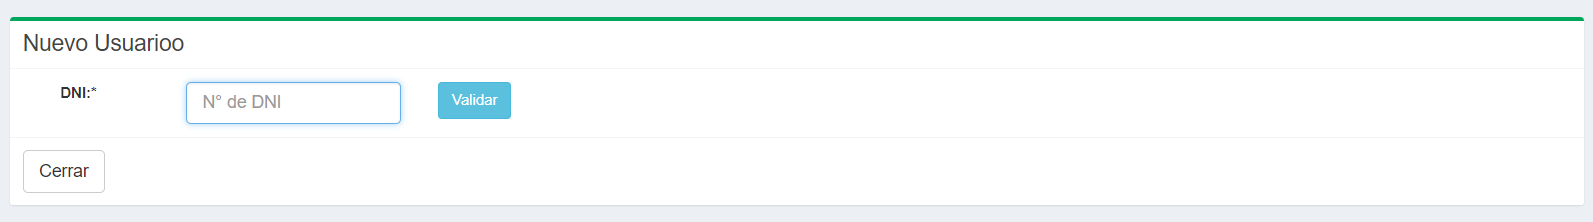 Nuevo Usuarioo
DNI:* N° de DNI Validar
Cerrar